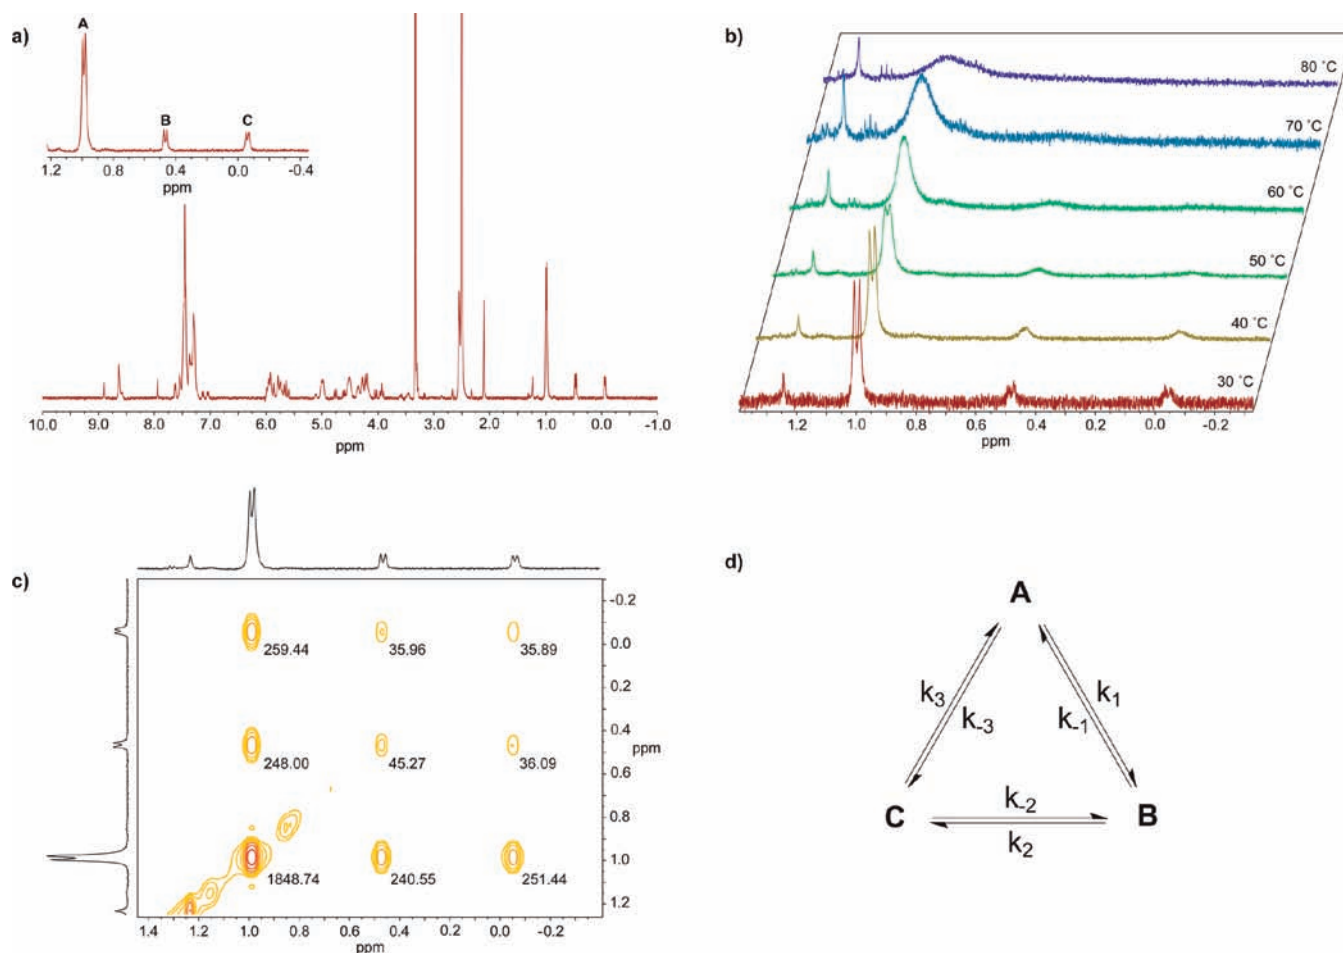 a)
A
B
C
1.2 0.8 0.4 0.0 -0.4
ppm
10.0 9.0 8.0 7.0 6.0 5.0 4.0 3.0 2.0 1.0 0.0 -1.0
ppm
b)
80 °C
70 °C
60 °C
50 °C
40 °C
30 °C
1.2 1.0 0.8 0.6 0.4 0.2 0.0 -0.2
ppm
c)
259.44 35.96 35.89
248.00 45.27 36.09
1848.74 240.55 251.44
-0.2
0.0
0.2
0.4
ppm
0.6
0.8
1.0
1.2
1.4 1.2 1.0 0.8 0.6 0.4 0.2 0.0 -0.2
ppm
d)
A
k3 k1
k-3 k-1
C B
k-2
k2